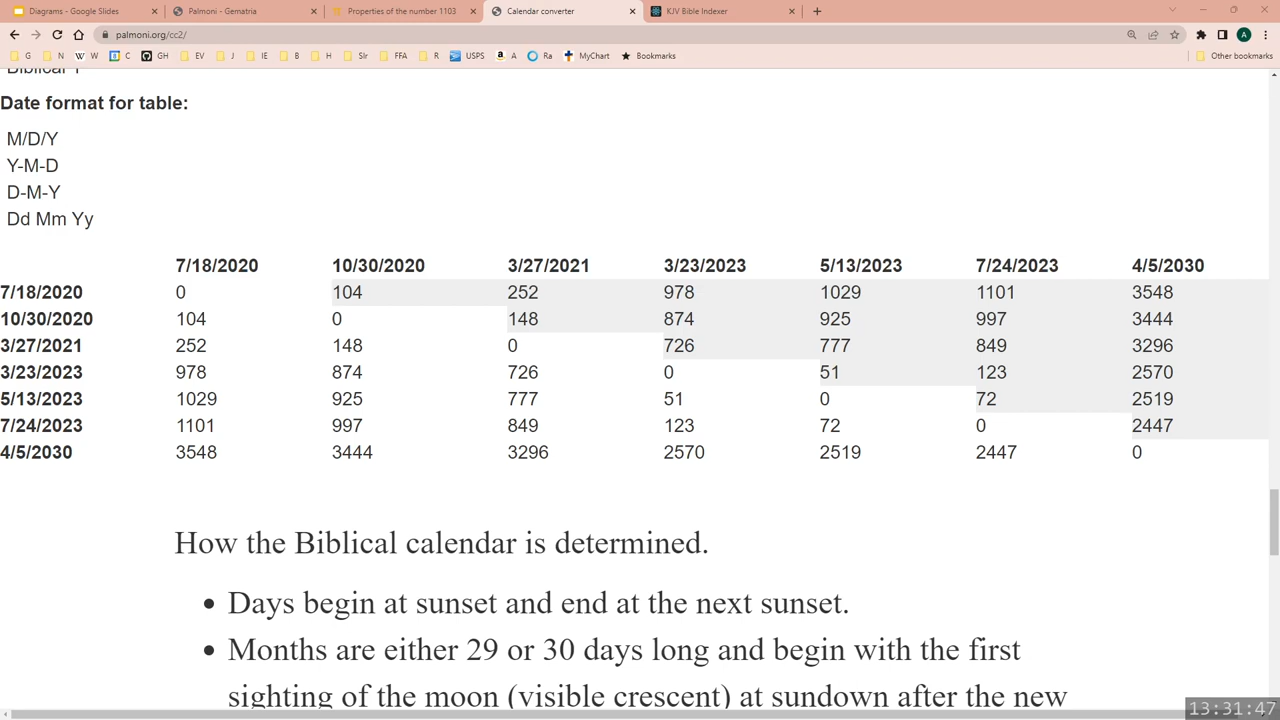 Diagrams - Google Slides
Palmoni - Gematria
Properties of the number 1103
Calendar converter
KJV Bible Indexer
palmoni.org/cc2/
G N W C GH EV J IE B H SIr FFA R USPS A Ra MyChart Bookmarks Other bookmarks
Biblical Y
Date format for table:
M/D/Y
Y-M-D
D-M-Y
Dd Mm Yy
7/18/2020 10/30/2020 3/27/2021 3/23/2023 5/13/2023 7/24/2023 4/5/2030
7/18/2020 0 104 252 978 1029 1101 3548
10/30/2020 104 0 148 874 925 997 3444
3/27/2021 252 148 0 726 777 849 3296
3/23/2023 978 874 726 0 51 123 2570
5/13/2023 1029 925 777 51 0 72 2519
7/24/2023 1101 997 849 123 72 0 2447
4/5/2030 3548 3444 3296 2570 2519 2447 0
How the Biblical calendar is determined.
• Days begin at sunset and end at the next sunset.
• Months are either 29 or 30 days long and begin with the first
sighting of the moon (visible crescent) at sundown after the new
13:31:47